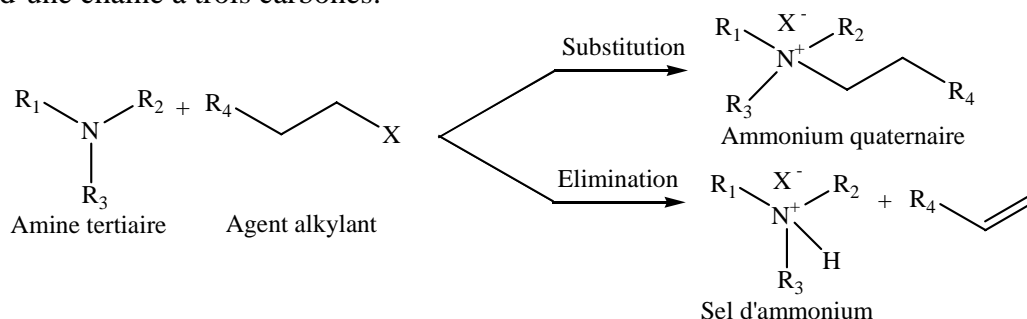 d'une chaîne à trois carbones.
Substitution
X -
R1 R2
N+
R3 R4
Ammonium quaternaire
R1 R2 + R4
N X
R3
Amine tertiaire Agent alkylant
Elimination
X -
R1 R2 + R4
N+
H
R3
Sel d'ammonium